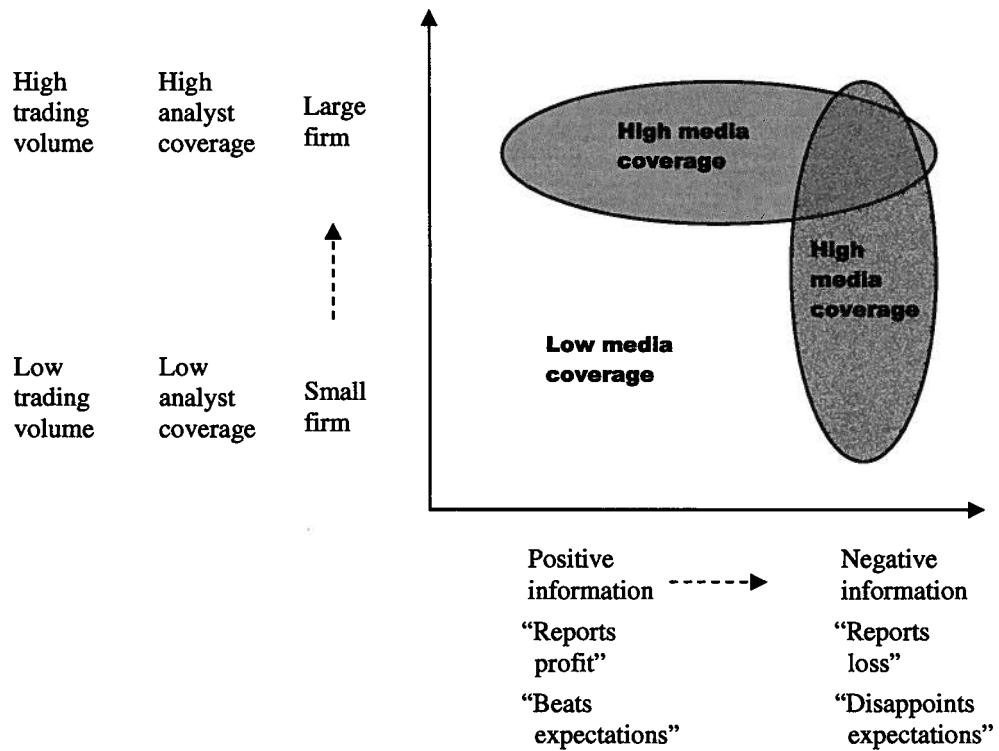 High
trading
volume
High
analyst
coverage
Large
firm
High media
coverage
High
media
coverage
Low media
coverage
Low
trading
volume
Low
analyst
coverage
Small
firm
Positive
information
Negative
information
“Reports
profit”
“Reports
loss”
“Beats
expectations”
“Disappoints
expectations”